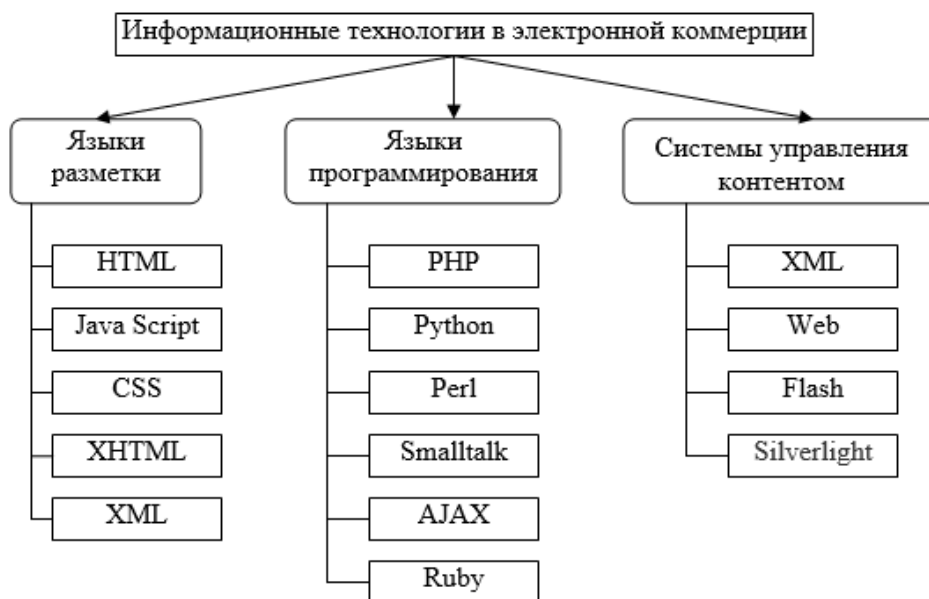 Информационные технологии в электронной коммерции
Языки
разметки
HTML
Java Script
CSS
XHTML
XML
Языки
программирования
PHP
Python
Perl
Smalltalk
AJAX
Ruby
Системы управления
контентом
XML
Web
Flash
Silverlight